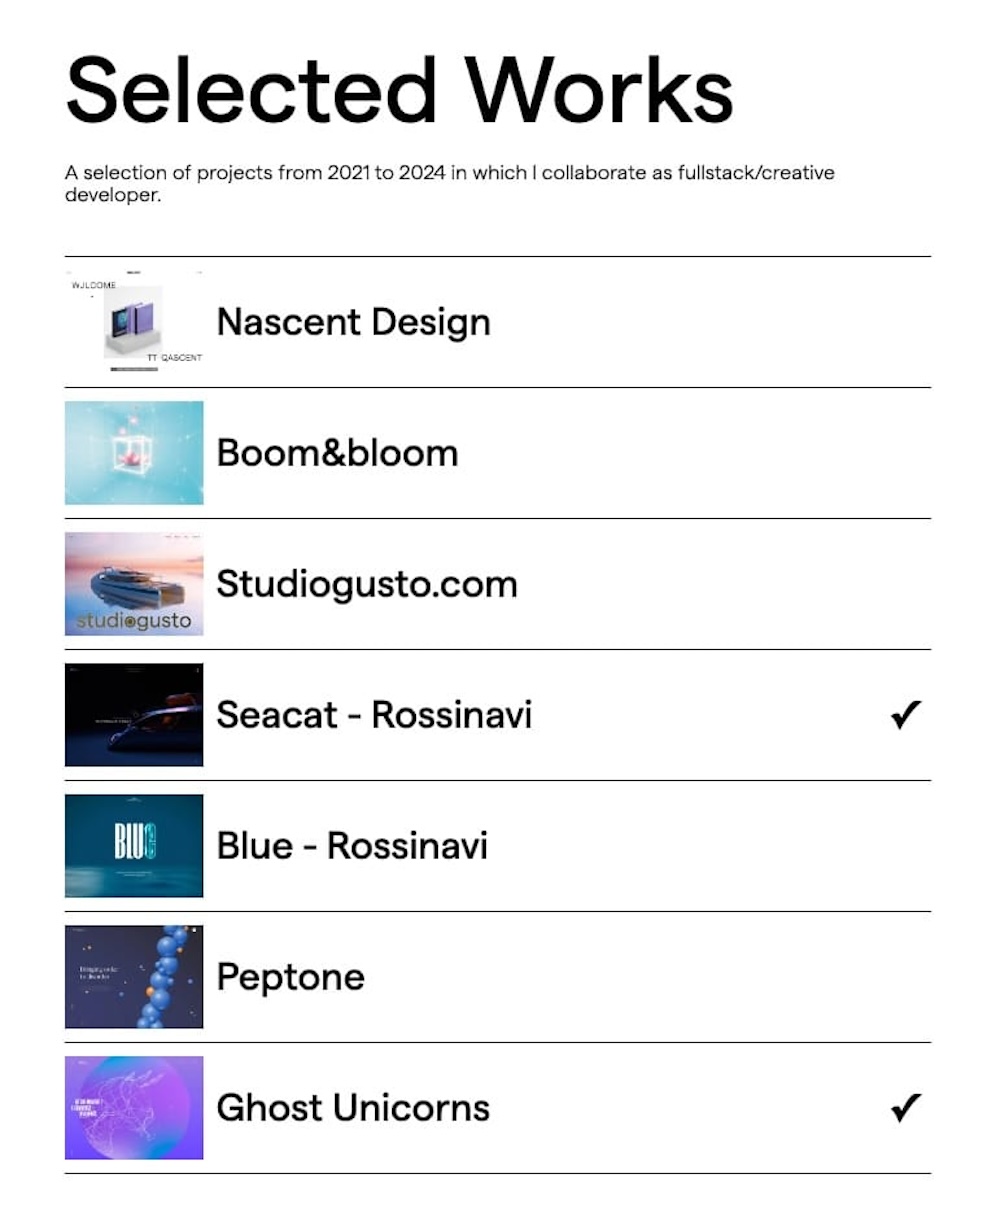 Selected Works
A selection of projects from 2021 to 2024 in which I collaborate as fullstack/creative
developer.
WJLCOME
TT QASCENT
Nascent Design
Boom&bloom
studiogusto
Studiogusto.com
Seacat - Rossinavi
✓
BLUE
Blue - Rossinavi
Peptone
Ghost Unicorns
✓